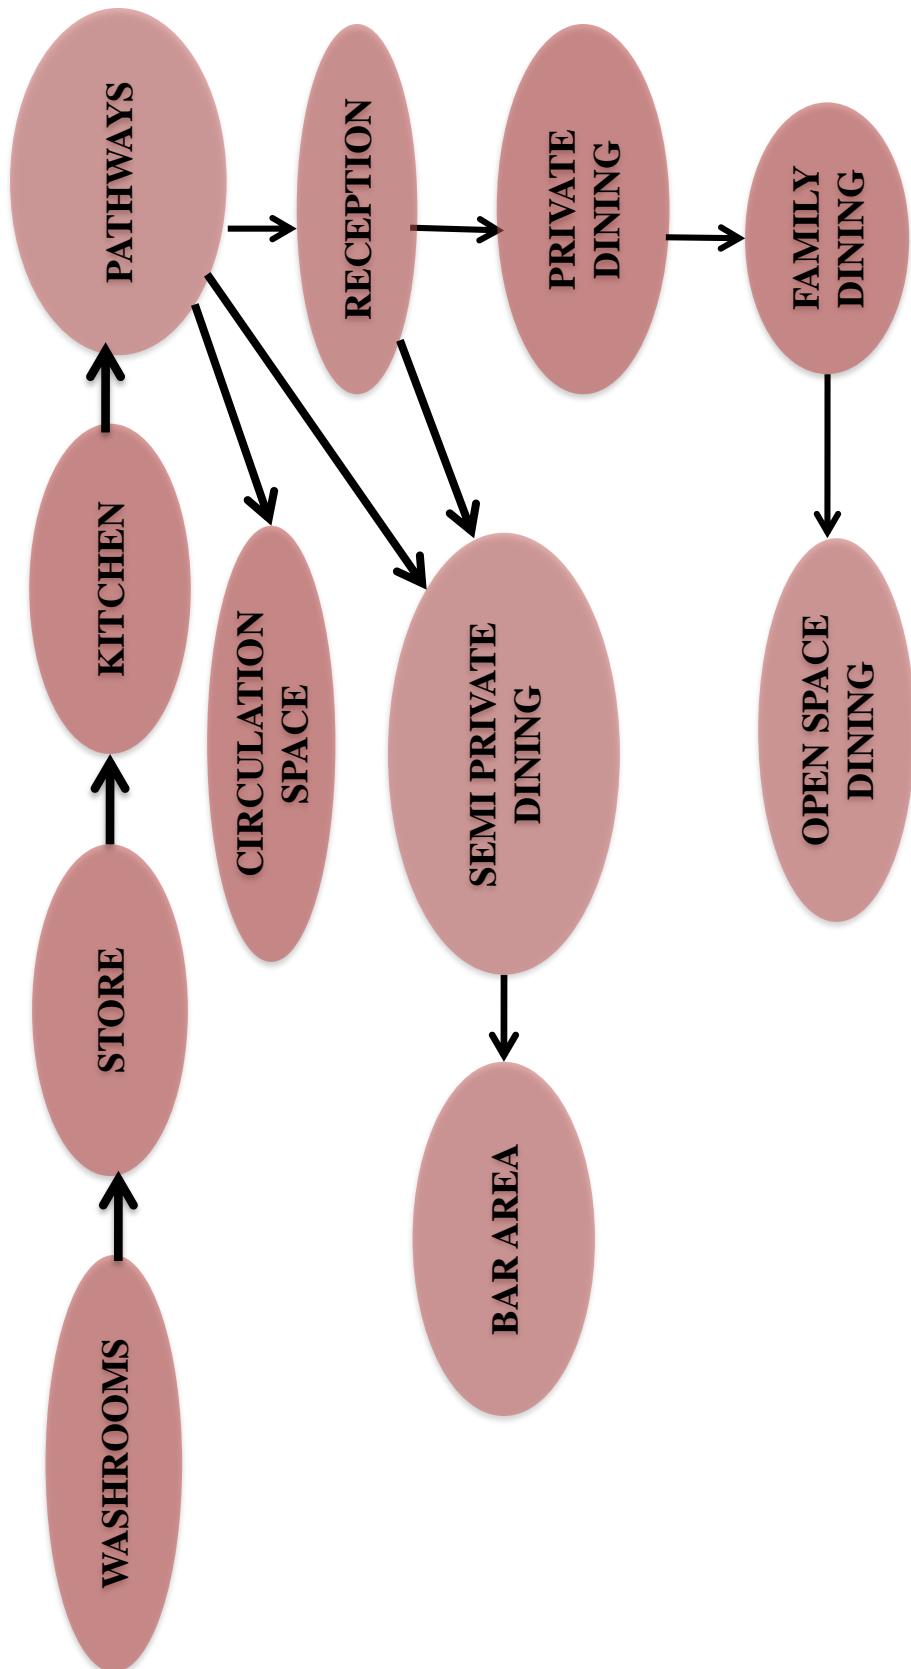 WASHROOMS
STORE
KITCHEN
PATHWAYS
CIRCULATION
SPACE
RECEPTION
BAR AREA
SEMI PRIVATE
DINING
PRIVATE
DINING
OPEN SPACE
DINING
FAMILY
DINING